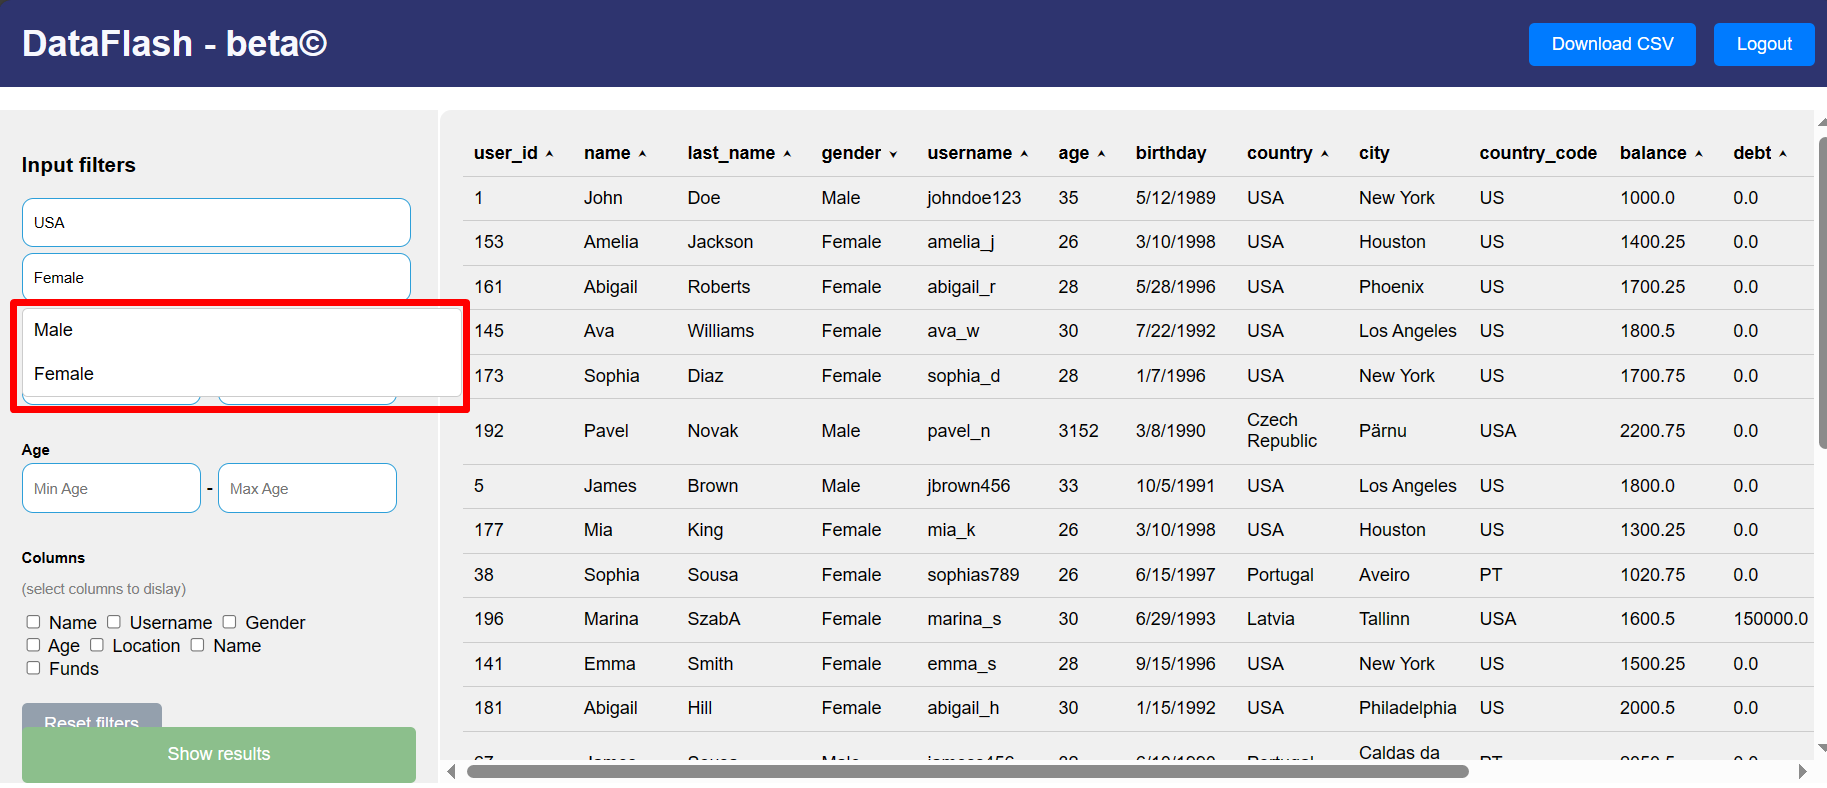 DataFlash - beta©
Download CSV
Logout
Input filters
USA
Female
Male
Female
Age
Min Age - Max Age
Columns
(select columns to dislay)
Name Username Gender
Age Location Name
Funds
Reset filters
Show results
user_id name last_name gender username age birthday country city country_code balance debt
1 John Doe Male johndoe123 35 5/12/1989 USA New York US 1000.0 0.0
153 Amelia Jackson Female amelia_j 26 3/10/1998 USA Houston US 1400.25 0.0
161 Abigail Roberts Female abigail_r 28 5/28/1996 USA Phoenix US 1700.25 0.0
145 Ava Williams Female ava_w 30 7/22/1992 USA Los Angeles US 1800.5 0.0
173 Sophia Diaz Female sophia_d 28 1/7/1996 USA New York US 1700.75 0.0
192 Pavel Novak Male pavel_n 3152 3/8/1990 Czech Republic Pärnu USA 2200.75 0.0
5 James Brown Male jbrown456 33 10/5/1991 USA Los Angeles US 1800.0 0.0
177 Mia King Female mia_k 26 3/10/1998 USA Houston US 1300.25 0.0
38 Sophia Sousa Female sophias789 26 6/15/1997 Portugal Aveiro PT 1020.75 0.0
196 Marina SzabA Female marina_s 30 6/29/1993 Latvia Tallinn USA 1600.5 150000.0
141 Emma Smith Female emma_s 28 9/15/1996 USA New York US 1500.25 0.0
181 Abigail Hill Female abigail_h 30 1/15/1992 USA Philadelphia US 2000.5 0.0
Caldas da